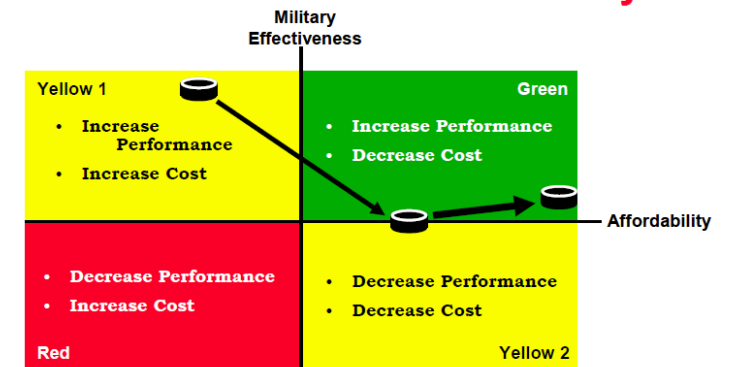 Military
Effectiveness
Yellow 1
• Increase
Performance
• Increase Cost
Green
• Increase Performance
• Decrease Cost
Affordability
• Decrease Performance
• Increase Cost
Red
• Decrease Performance
• Decrease Cost
Yellow 2